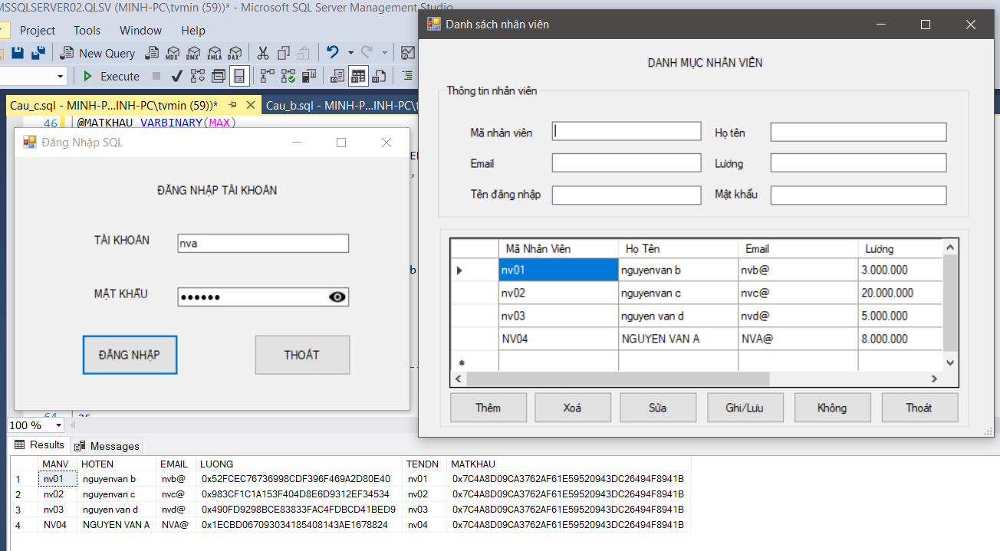 MSSQLSERVER02.QLSV (MINH-PC\tvmin (59))* - Microsoft SQL Server Management Studio
Project Tools Window Help
New Query MDX DMX XMLA DAX
Execute
Cau_c.sql - MINH-P...INH-PC\tvmin (59))* Cau_b.sql - MINH-P...INH-PC\t
46 @MATKHAU VARBINARY(MAX)
Đăng Nhập SQL
ĐĂNG NHẬP TÀI KHOẢN
TÀI KHOẢN nva
MẬT KHẨU ••••••
ĐĂNG NHẬP THOÁT
Danh sách nhân viên
DANH MỤC NHÂN VIÊN
Thông tin nhân viên
Mã nhân viên Họ tên
Email Lương
Tên đăng nhập Mật khẩu
Mã Nhân Viên Họ Tên Email Lương
nv01 nguyenvan b nvb@ 3.000.000
nv02 nguyenvan c nvc@ 20.000.000
nv03 nguyen van d nvd@ 5.000.000
NV04 NGUYEN VAN A NVA@ 8.000.000
Thêm Xoá Sửa Ghi/Lưu Không Thoát
100 %
Results Messages
MANV HOTEN EMAIL LUONG TENDN MATKHAU
1 nv01 nguyenvan b nvb@ 0x52FCEC76736998CDF396F469A2D80E40 nv01 0x7C4A8D09CA3762AF61E59520943DC26494F8941B
2 nv02 nguyenvan c nvc@ 0x983CF1C1A153F404D8E6D9312EF34534 nv02 0x7C4A8D09CA3762AF61E59520943DC26494F8941B
3 nv03 nguyen van d nvd@ 0x490FD9298BCE83833FAC4FDBCD41BED9 nv03 0x7C4A8D09CA3762AF61E59520943DC26494F8941B
4 NV04 NGUYEN VAN A NVA@ 0x1ECBD067093034185408143AE1678824 nv04 0x7C4A8D09CA3762AF61E59520943DC26494F8941B